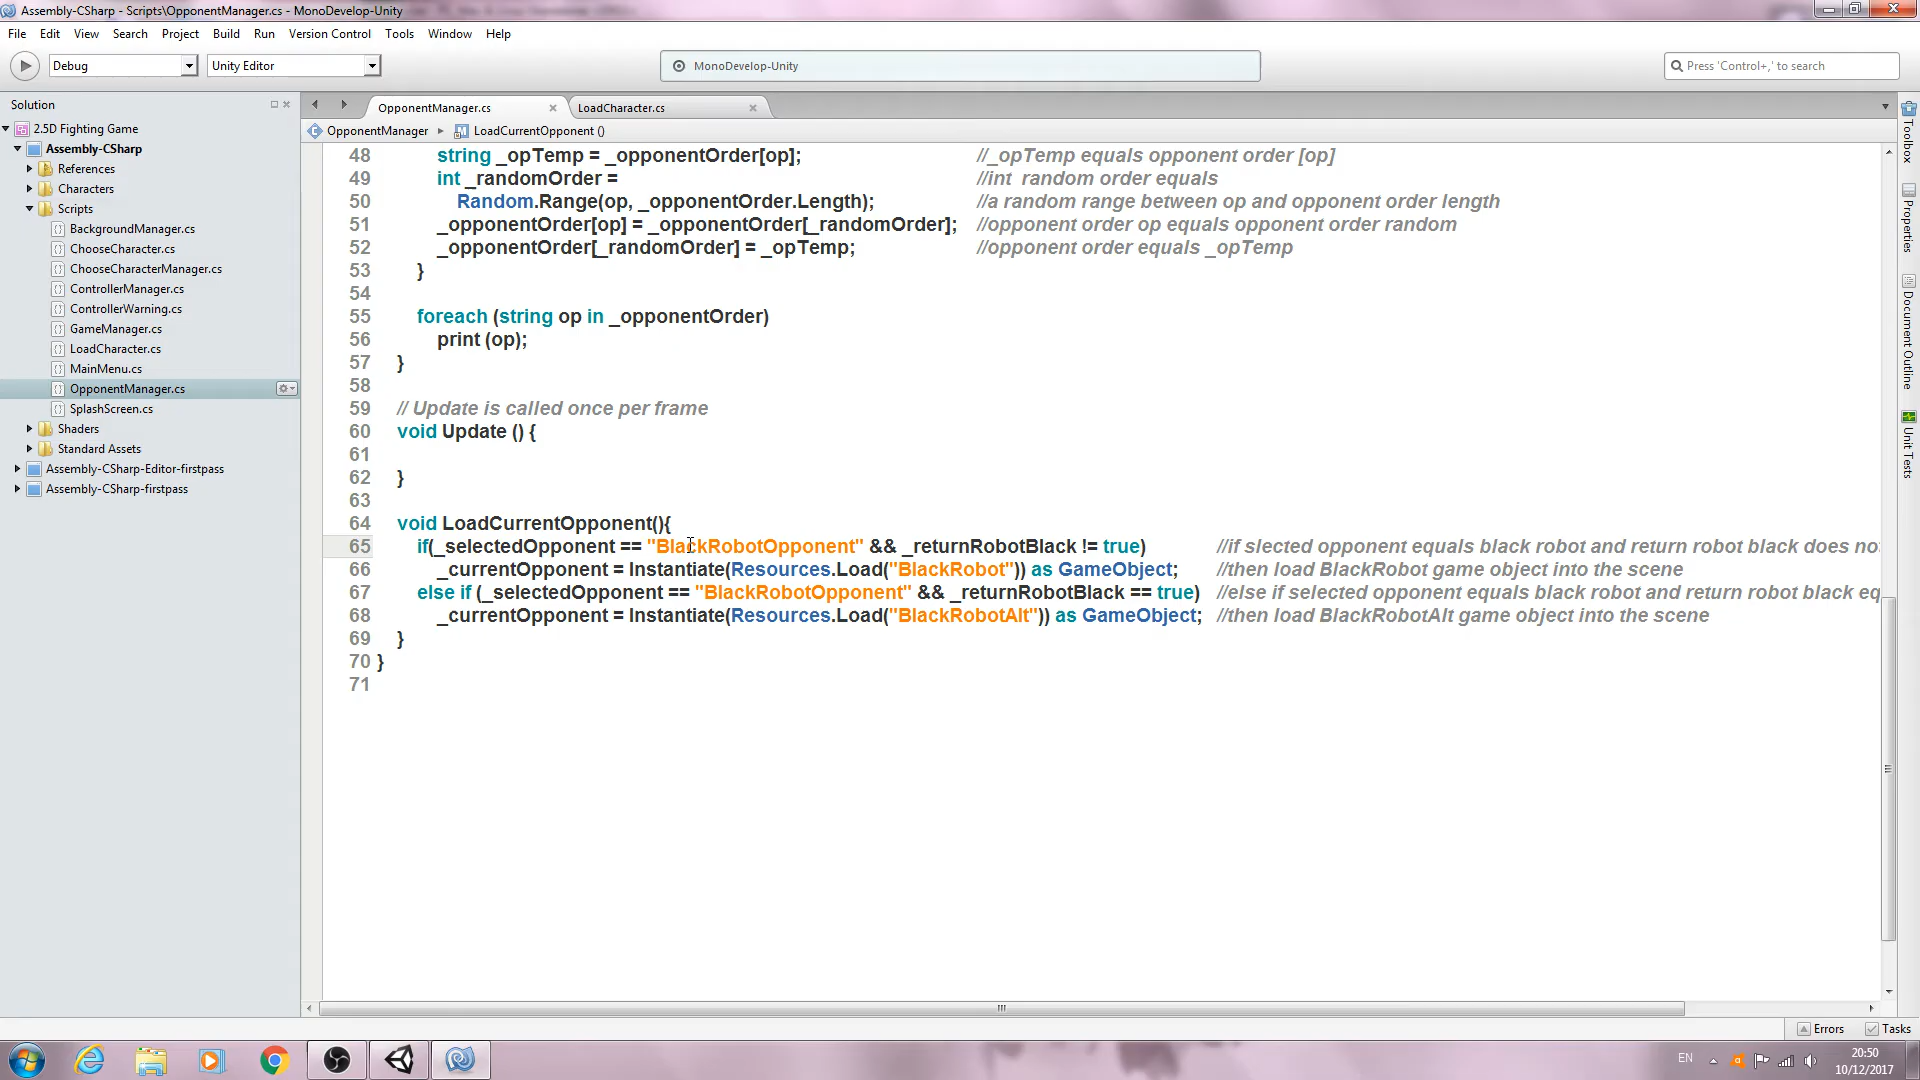 Assembly-CSharp - Scripts\OpponentManager.cs - MonoDevelop-Unity
File Edit View Search Project Build Run Version Control Tools Window Help
Debug Unity Editor MonoDevelop-Unity Press 'Control+,' to search
Solution
2.5D Fighting Game
Assembly-CSharp
References
Characters
Scripts
BackgroundManager.cs
ChooseCharacter.cs
ChooseCharacterManager.cs
ControllerManager.cs
ControllerWarning.cs
GameManager.cs
LoadCharacter.cs
MainMenu.cs
OpponentManager.cs
SplashScreen.cs
Shaders
Standard Assets
Assembly-CSharp-Editor-firstpass
Assembly-CSharp-firstpass
OpponentManager.cs LoadCharacter.cs
OpponentManager LoadCurrentOpponent ()
48 string _opTemp = _opponentOrder[op]; //_opTemp equals opponent order [op]
49 int _randomOrder = //int random order equals
50 Random.Range(op, _opponentOrder.Length); //a random range between op and opponent order length
51 _opponentOrder[op] = _opponentOrder[_randomOrder]; //opponent order op equals opponent order random
52 _opponentOrder[_randomOrder] = _opTemp; //opponent order equals _opTemp
53 }
54
55 foreach (string op in _opponentOrder)
56 print (op);
57 }
58
59 // Update is called once per frame
60 void Update () {
61
62 }
63
64 void LoadCurrentOpponent(){
65 if(_selectedOpponent == "BlackRobotOpponent" && _returnRobotBlack != true) //if slected opponent equals black robot and return robot black does no
66 _currentOpponent = Instantiate(Resources.Load("BlackRobot")) as GameObject; //then load BlackRobot game object into the scene
67 else if (_selectedOpponent == "BlackRobotOpponent" && _returnRobotBlack == true) //else if selected opponent equals black robot and return robot black eq
68 _currentOpponent = Instantiate(Resources.Load("BlackRobotAlt")) as GameObject; //then load BlackRobotAlt game object into the scene
69 }
70 }
71
Toolbox
Properties
Document Outline
Unit Tests
Errors Tasks
EN
20:50
10/12/2017